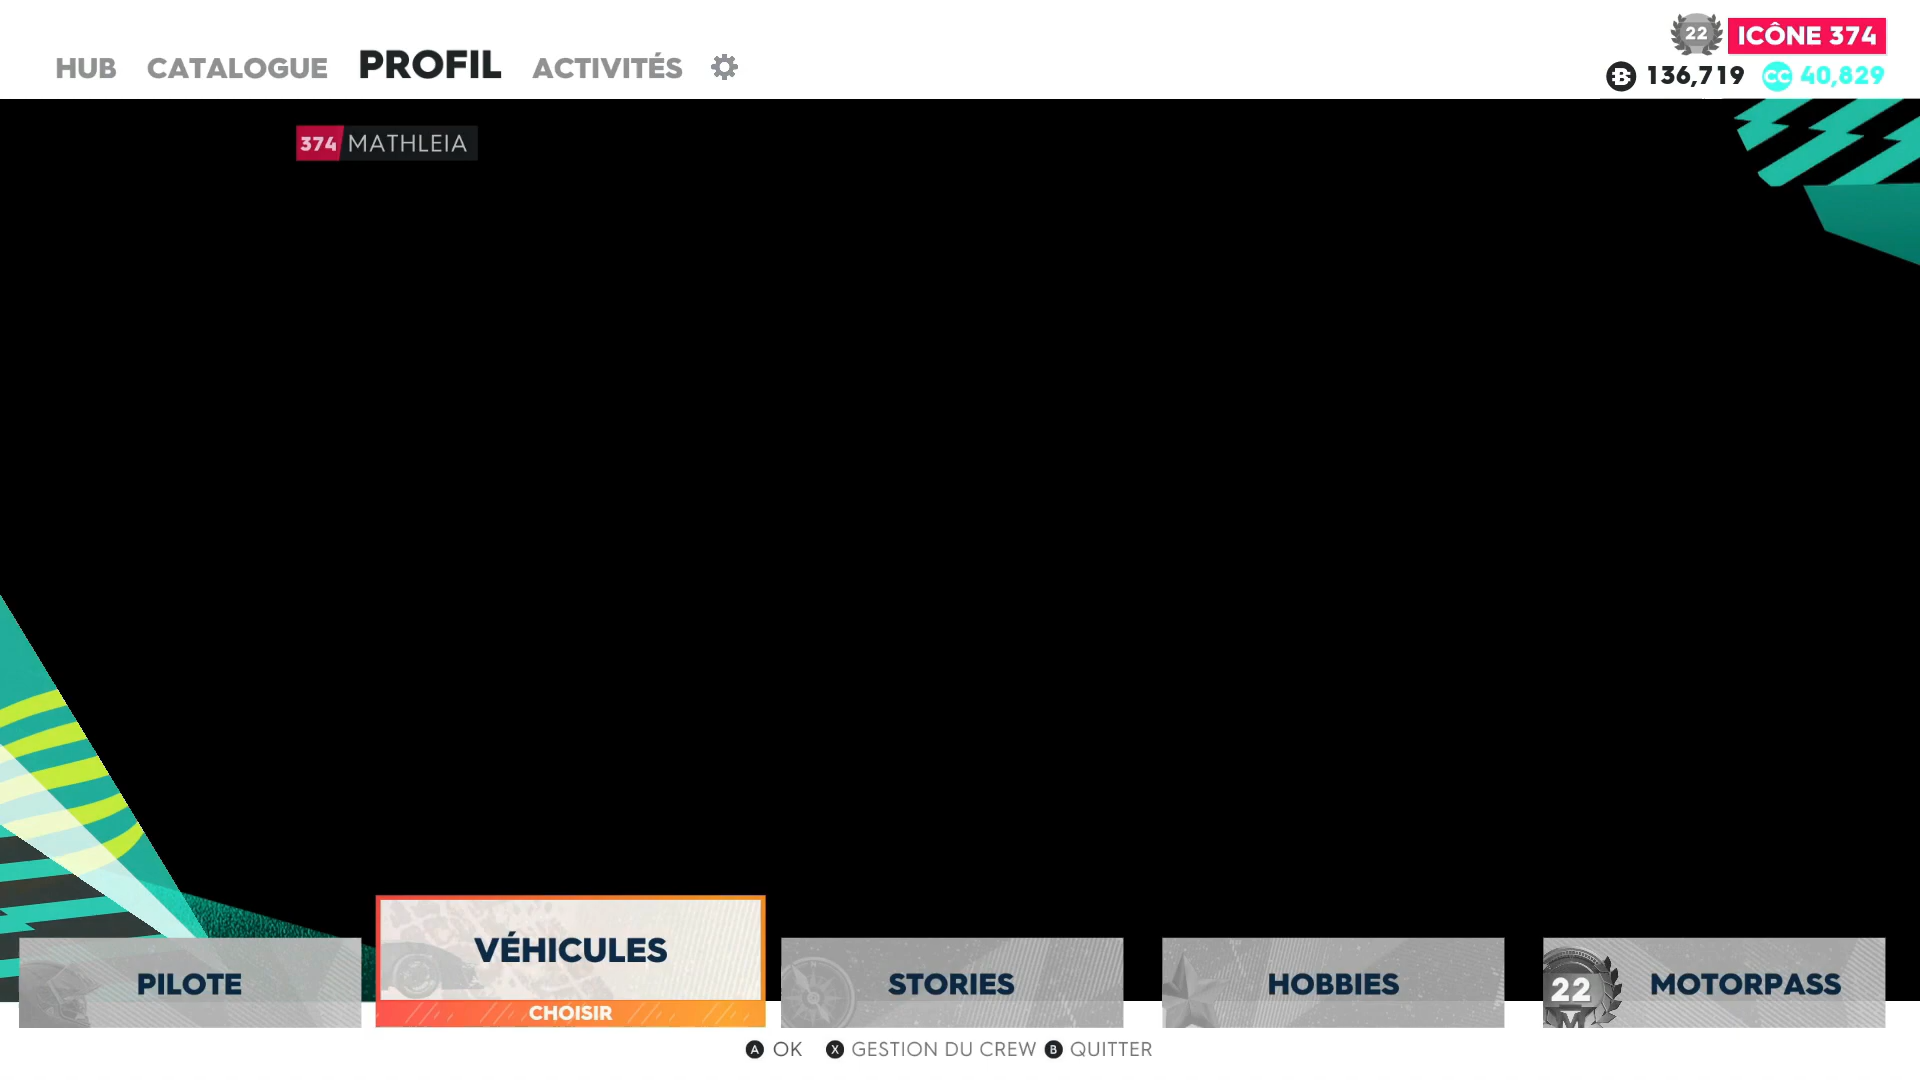 HUB CATALOGUE PROFIL ACTIVITÉS
22 ICÔNE 374
B 136,719 CC 40,829
374 MATHLEIA
PILOTE
VÉHICULES
CHOISIR
STORIES
HOBBIES
22 M MOTORPASS
A OK X GESTION DU CREW B QUITTER